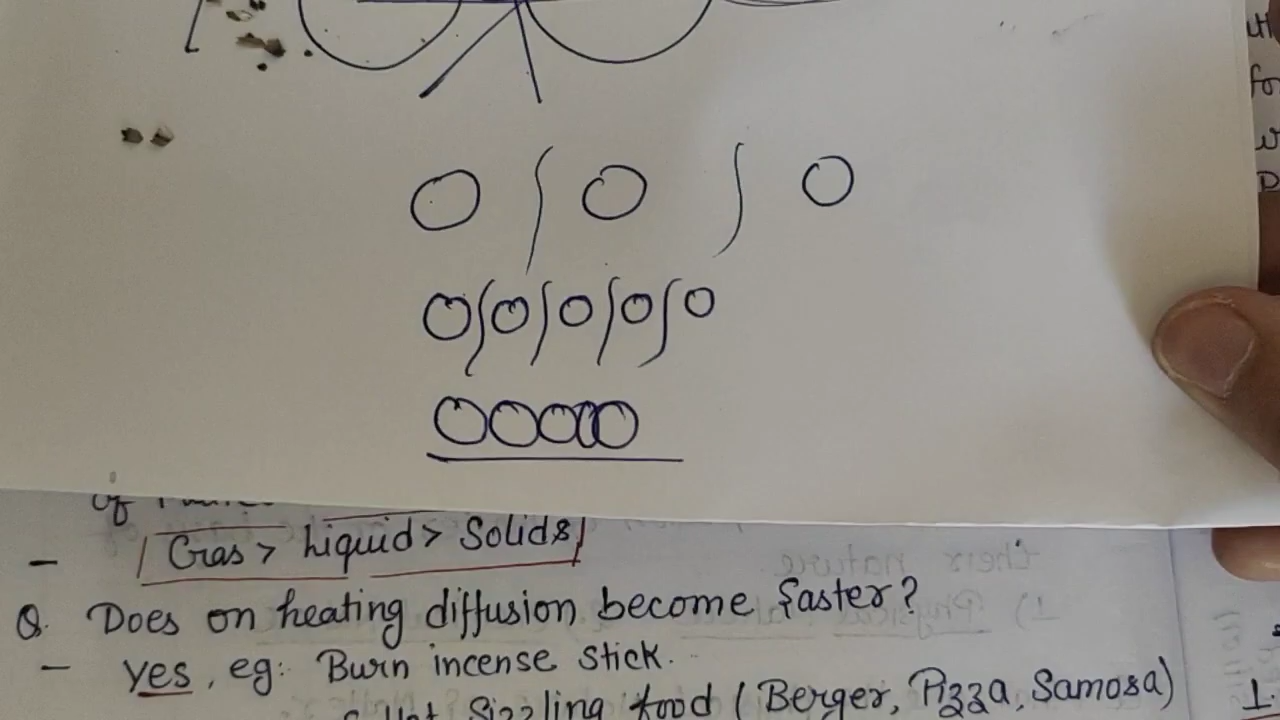 of
- Gas > Liquid > Solids
Q. Does on heating diffusion become faster?
- yes, eg: Burn incense stick.
Hot Sizzling food (Berger, Pizza, Samosa)